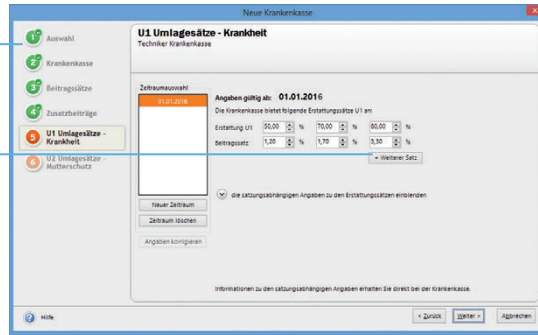 Neue Krankenkasse
Auswahl
Krankenkasse
Beitragssätze
Zusatzbeiträge
5 U1 Umlagesätze -
Krankheit
6 U2 Umlagesätze -
Mutterschutz
U1 Umlagesätze - Krankheit
Techniker Krankenkasse
Zeitraumauswahl
01.01.2016
Neuer Zeitraum
Zeitraum löschen
Angaben korrigieren
Angaben gültig ab: 01.01.2016
Die Krankenkasse bietet folgende Erstattungssätze U1 an
Erstattung U1 50,00 % 70,00 % 80,00 %
Beitragssatz 1,20 % 1,70 % 3,30 %
+ Weiterer Satz
die satzungsabhängigen Angaben zu den Erstattungssätzen einblenden
Informationen zu den satzungsabhängigen Angaben erhalten Sie direkt bei der Krankenkasse.
? Hilfe
< Zurück Weiter > Abbrechen